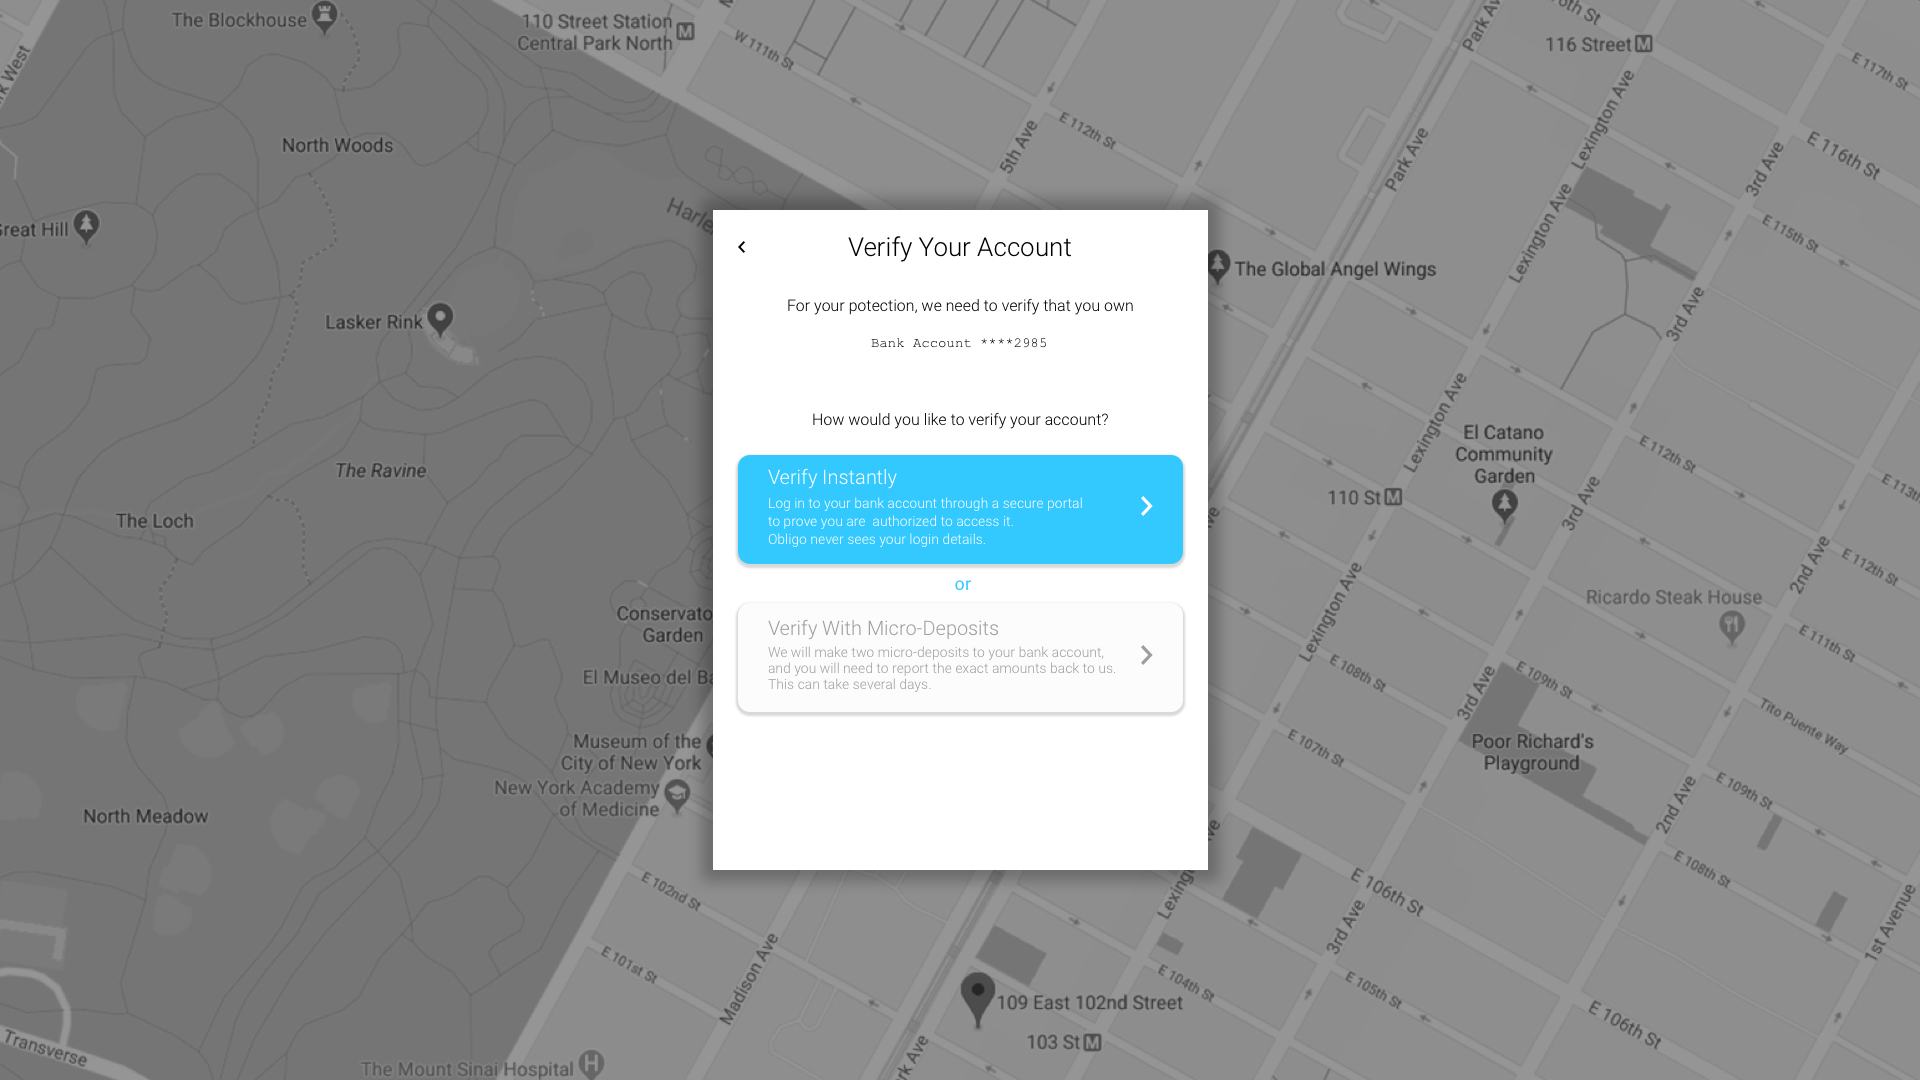 The Blockhouse
110 Street Station
Central Park North
W 111th St
Park Ave
116 Street
E 117th St
North Woods
5th Ave
E 112th St
Park Ave
Lexington Ave
3rd Ave
E 116th St
Great Hill
Lexington Ave
E 115th St
The Global Angel Wings
Lasker Rink
3rd Ave
Verify Your Account
For your potection, we need to verify that you own
Bank Account ****2985
How would you like to verify your account?
Verify Instantly
Log in to your bank account through a secure portal
to prove you are authorized to access it.
Obligo never sees your login details.
or
Verify With Micro-Deposits
We will make two micro-deposits to your bank account,
and you will need to report the exact amounts back to us.
This can take several days.
The Ravine
Lexington Ave
El Catano
Community
Garden
E 112th St
110 St
3rd Ave
The Loch
2nd Ave
E 112th St
Lexington Ave
Ricardo Steak House
Garden
E 111th St
E 108th St
E 109th St
El Museo del
3rd Ave
Tito Puente Way
E 107th St
Museum of the
City of New York
Poor Richard's
Playground
New York Academy
of Medicine
E 109th St
2nd Ave
North Meadow
E 108th St
E 102nd St
E 106th St
3rd Ave
1st Avenue
E 101st St
Madison Ave
E 104th St
E 105th St
109 East 102nd Street
E 106th St
103 St
Transverse
The Mount Sinai Hospital
H